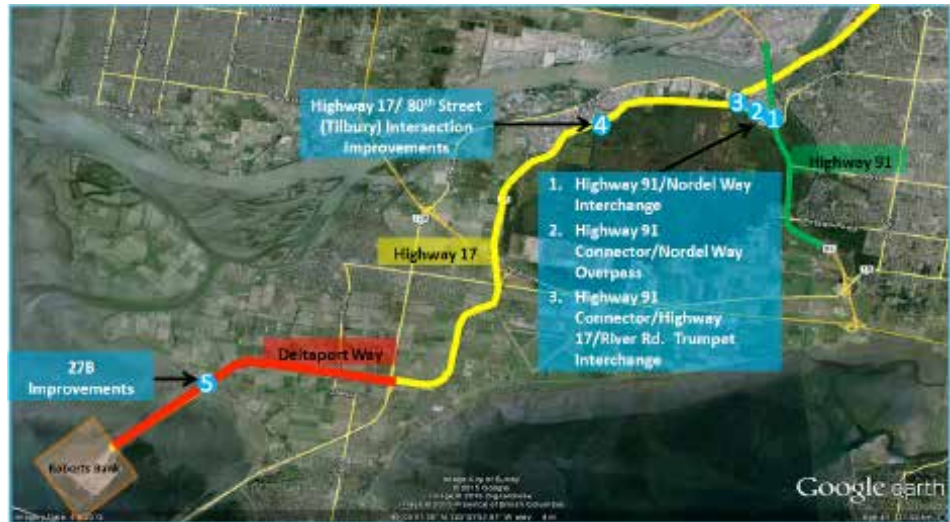 Highway 17/ 80th Street
(Tilbury) Intersection
Improvements
4
3
2
1
Highway 91
1. Highway 91/Nordel Way
Interchange
2. Highway 91
Connector/Nordel Way
Overpass
3. Highway 91
Connector/Highway
17/River Rd. Trumpet
Interchange
Highway 17
Deltaport Way
27B
Improvements
5
Roberts Bank
Google earth